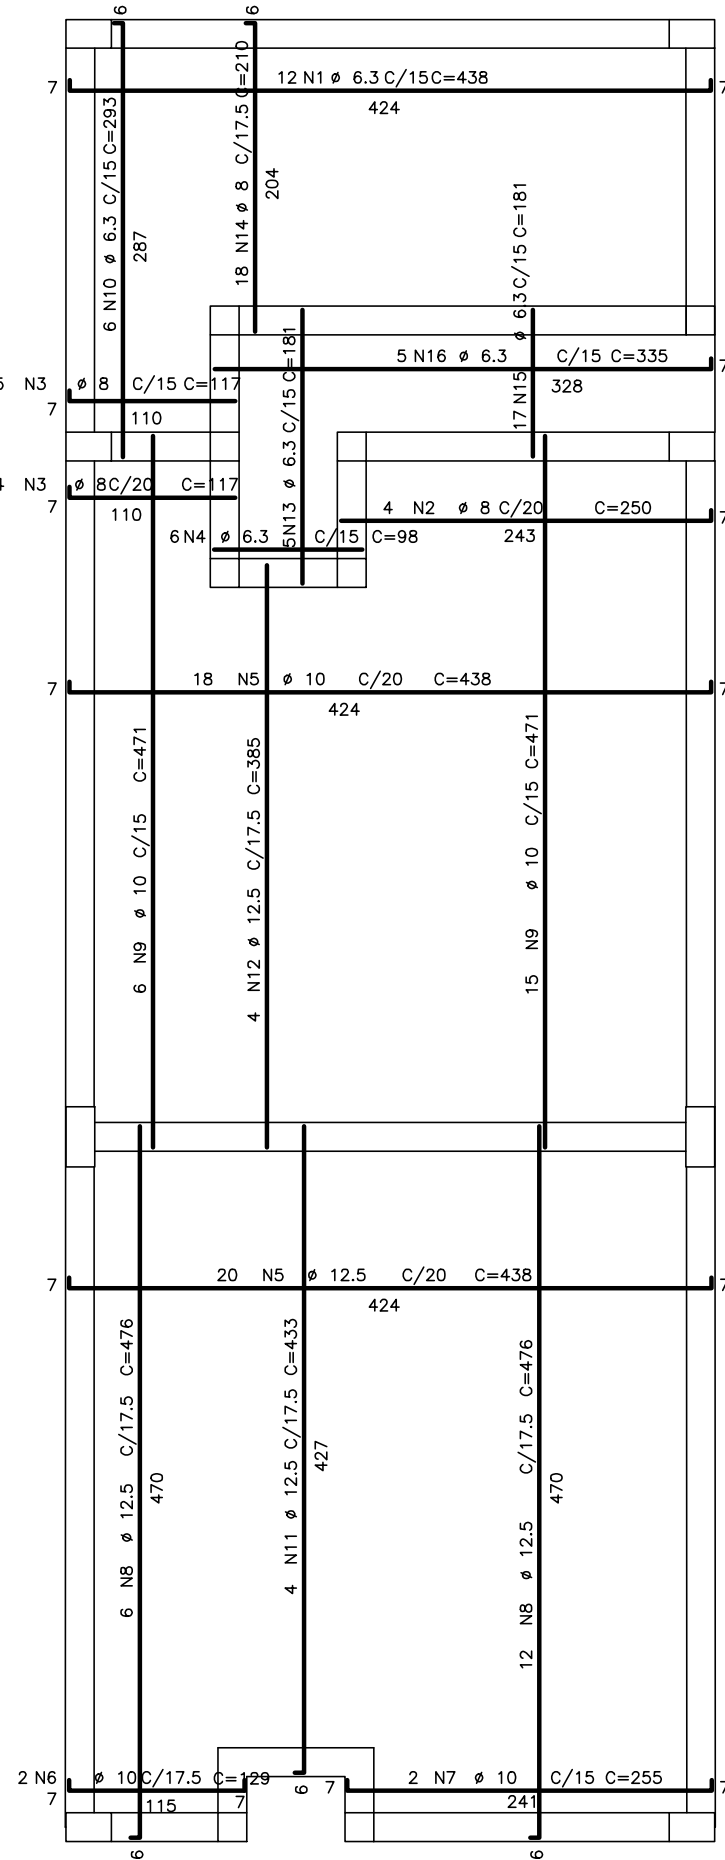 6
6
12 N1 ø 6.3 C/15 C=438
7
7
424
6 N10 ø 6.3 C/15 C=293
287
18 N14 ø 8 C/17.5 C=210
204
17 N15 ø 6.3 C/15 C=181
5 N16 ø 6.3 C/15 C=335
7
328
5N13 ø 6.3 C/15 C=181
N3 ø 8 C/15 C=117
7
110
N3 ø 8 C/20 C=117
7
110
4 N2 ø 8 C/20 C=250
7
243
6 N4 ø 6.3 C/15 C=98
18 N5 ø 10 C/20 C=438
7
7
424
6 N9 ø 10 C/15 C=471
4 N12 ø 12.5 C/17.5 C=385
15 N9 ø 10 C/15 C=471
20 N5 ø 12.5 C/20 C=438
7
7
424
6 N8 ø 12.5 C/17.5 C=476
470
4 N11 ø 12.5 C/17.5 C=433
427
12 N8 ø 12.5 C/17.5 C=476
470
2 N6 ø 10 C/17.5 C=129
7
115
7
6
7
2 N7 ø 10 C/15 C=255
7
241
6
6